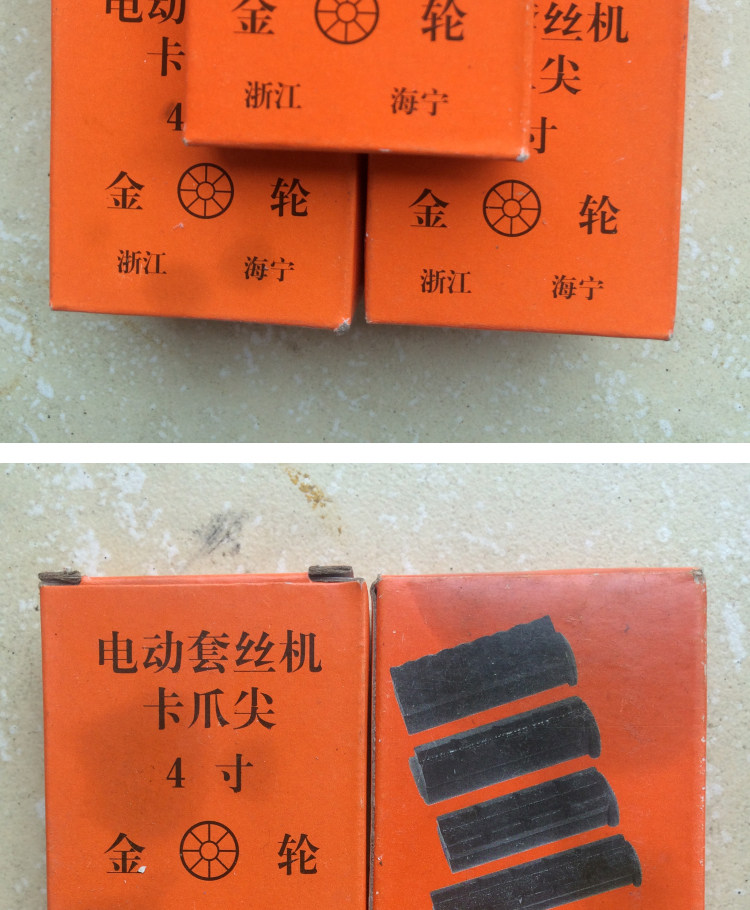 电动
卡
4
金 轮
浙江 海宁
金 轮
浙江 海宁
丝机
尖
寸
金 轮
浙江 海宁
电动套丝机
卡爪尖
4 寸
金 轮